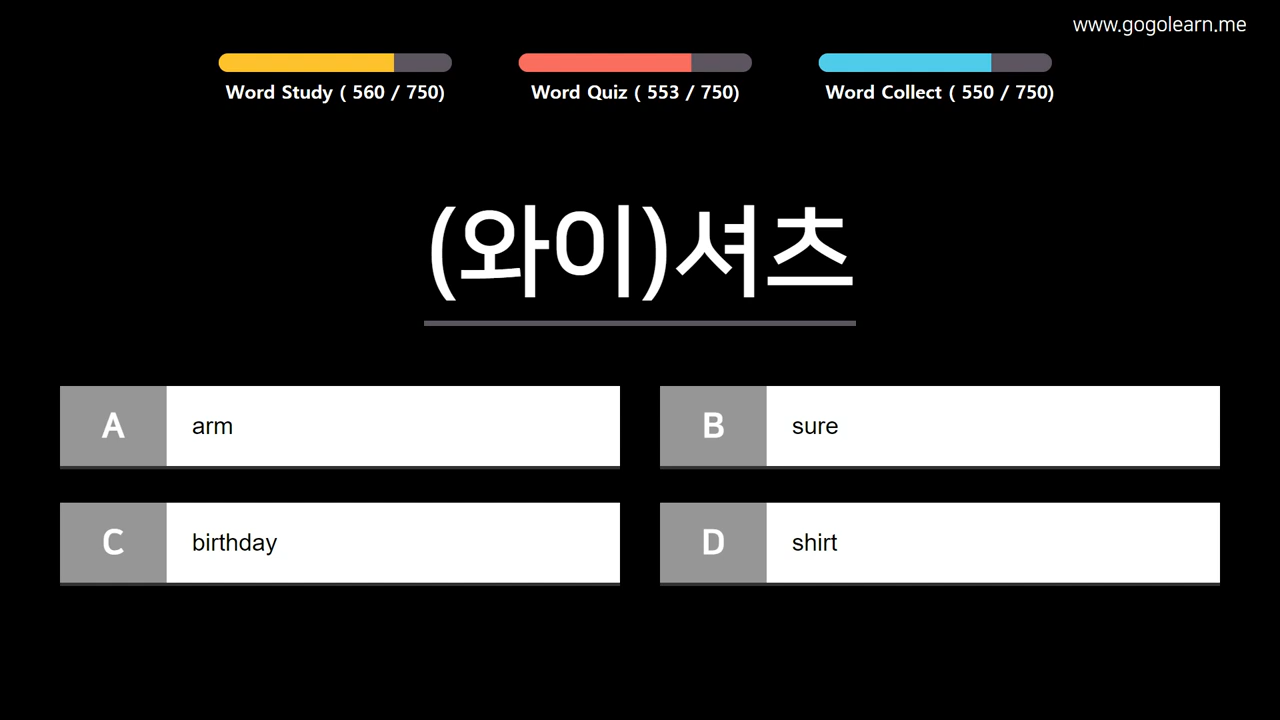 www.gogolearn.me
Word Study ( 560 / 750)
Word Quiz ( 553 / 750)
Word Collect ( 550 / 750)
(와이)셔츠
A arm
B sure
C birthday
D shirt